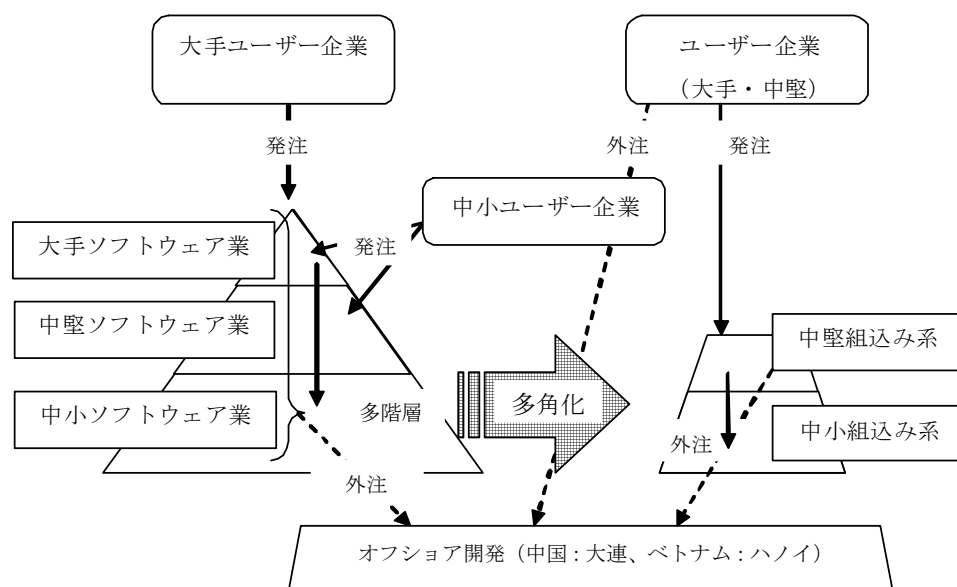 大手ユーザー企業
ユーザー企業
（大手・中堅）
発注
外注
発注
中小ユーザー企業
大手ソフトウェア業
発注
中堅ソフトウェア業
中堅組込み系
中小ソフトウェア業
多階層
多角化
中小組込み系
外注
外注
オフショア開発（中国：大連、ベトナム：ハノイ）